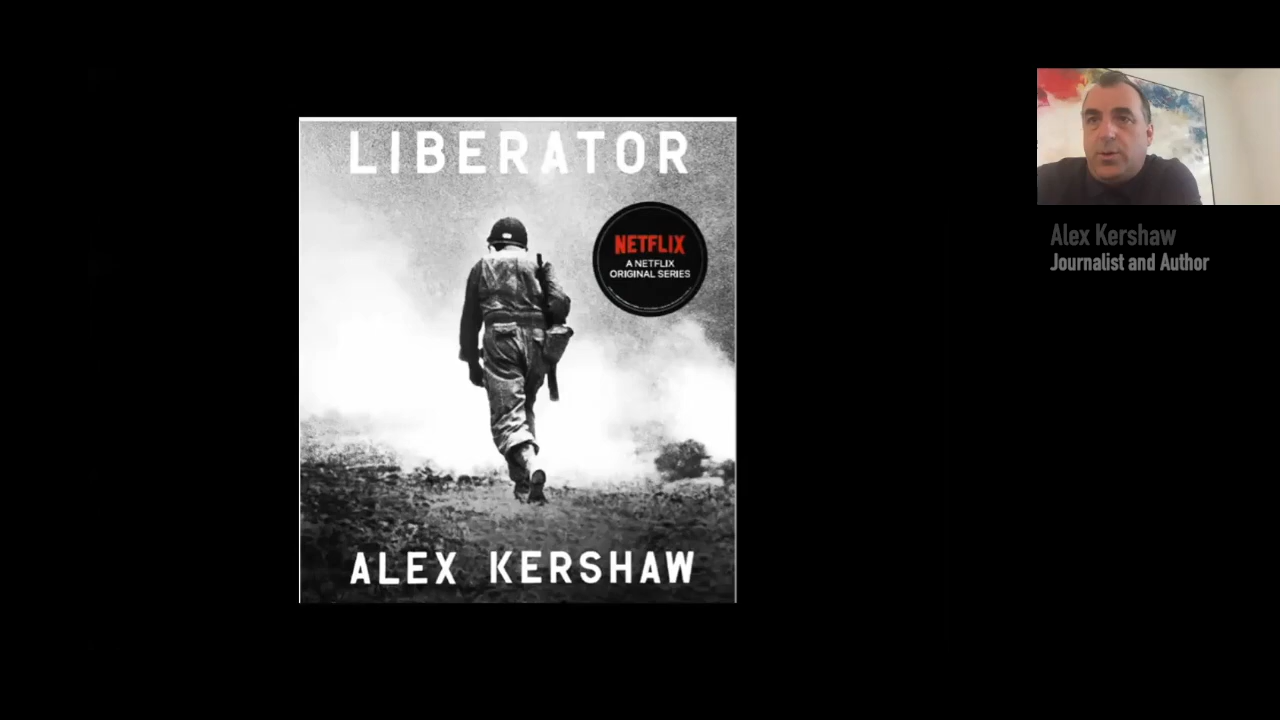 LIBERATOR
NETFLIX
A NETFLIX
ORIGINAL SERIES
ALEX KERSHAW
Alex Kershaw
Journalist and Author